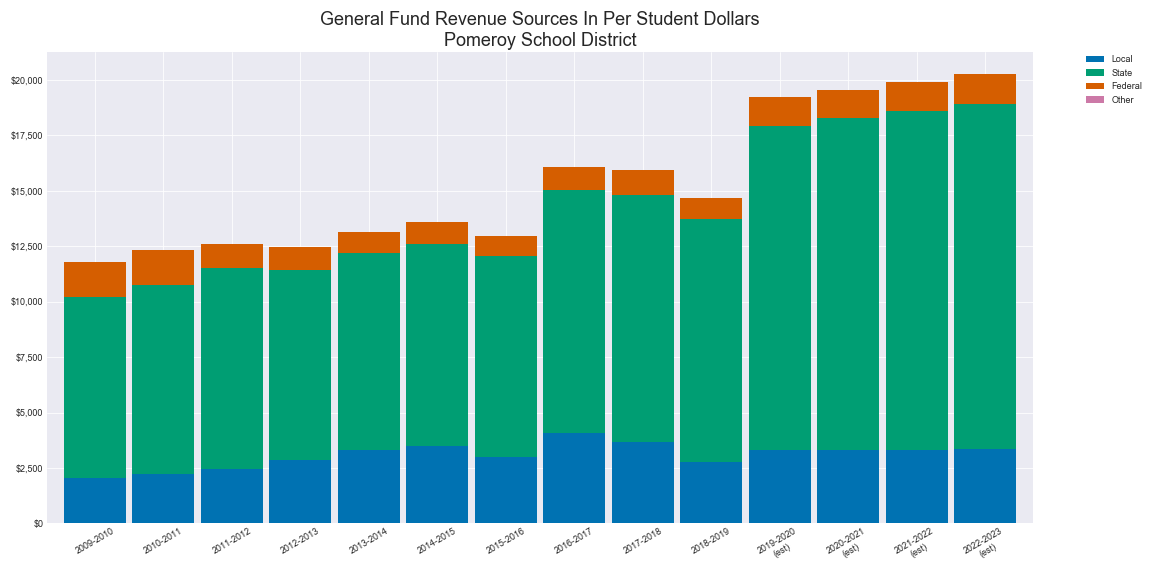 General Fund Revenue Sources In Per Student Dollars
Pomeroy School District
Local
State
Federal
Other
$20,000
$17,500
$15,000
$12,500
$10,000
$7,500
$5,000
$2,500
$0
2009-2010
2010-2011
2011-2012
2012-2013
2013-2014
2014-2015
2015-2016
2016-2017
2017-2018
2018-2019
2019-2020
(est)
2020-2021
(est)
2021-2022
(est)
2022-2023
(est)